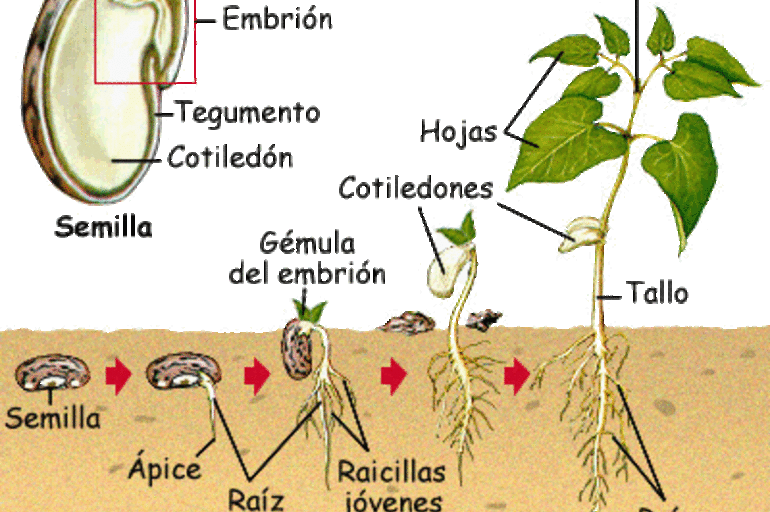 Embrión
Tegumento
Cotiledón
Semilla
Hojas
Cotiledones
Gémula
del embrión
Tallo
Semilla
Ápice
Raíz
Raicillas
jóvenes